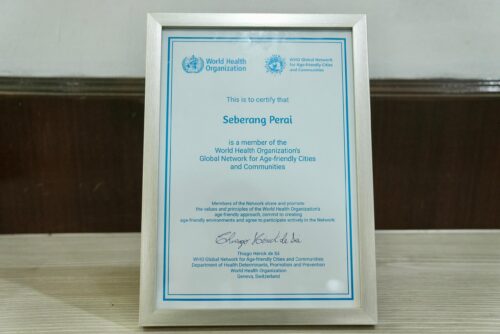 World Health
Organization
WHO Global Network
for Age-friendly Cities
and Communities
This is to certify that
Seberang Perai
is a member of the
World Health Organization's
Global Network for Age-friendly Cities
and Communities
Members of the Network share and promote
the values and principles of the World Health Organization's
age-friendly approach, commit to creating
age-friendly environments and agree to participate actively in the Network
Thiago Hérick de Sá
Thiago Hérick de Sá
WHO Global Network for Age-friendly Cities and Communities
Department of Health Determinants, Promotion and Prevention
World Health Organization
Geneva, Switzerland